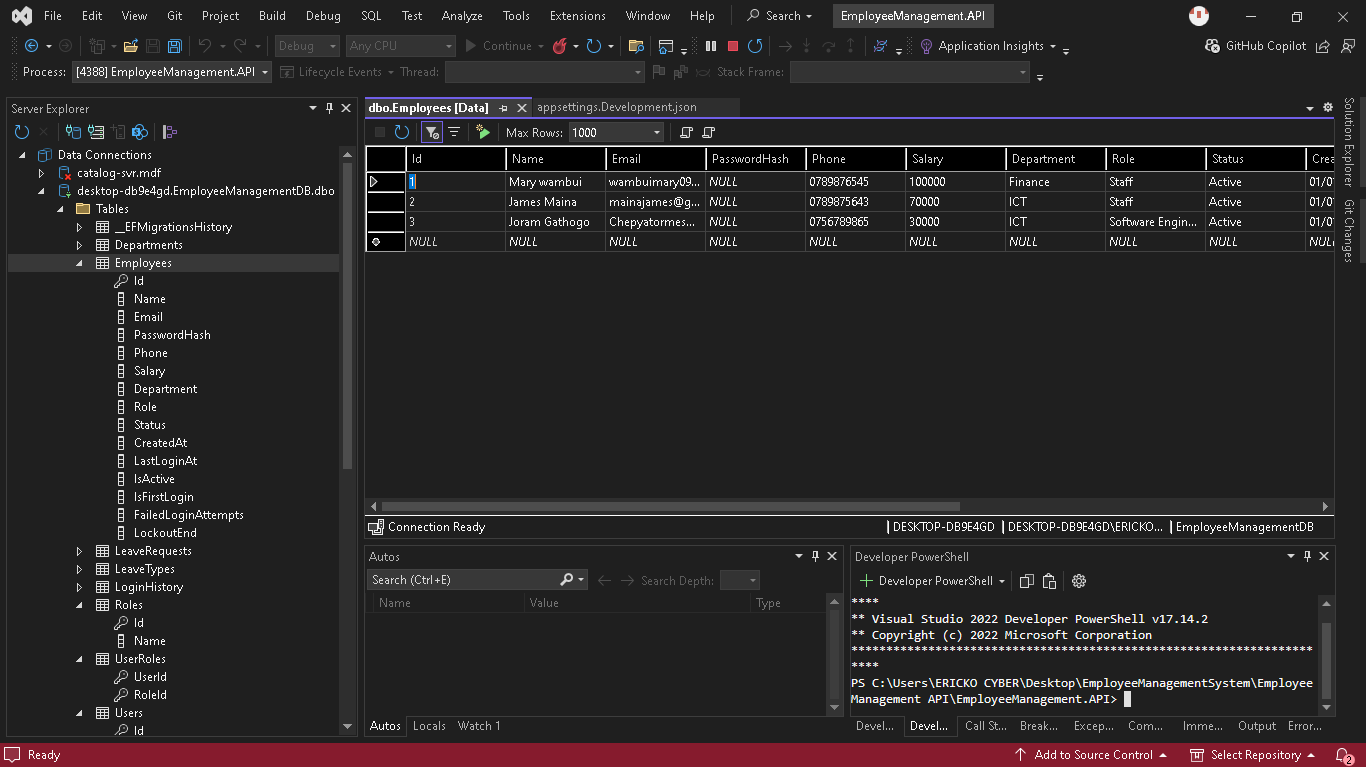 File Edit View Git Project Build Debug SQL Test Analyze Tools Extensions Window Help Search EmployeeManagement.API
Debug Any CPU Continue Application Insights GitHub Copilot
Process: [4388] EmployeeManagement.API Lifecycle Events Thread: Stack Frame:
Server Explorer
Data Connections
catalog-svr.mdf
desktop-db9e4gd.EmployeeManagementDB.dbo
Tables
__EFMigrationsHistory
Departments
Employees
Id
Name
Email
PasswordHash
Phone
Salary
Department
Role
Status
CreatedAt
LastLoginAt
IsActive
IsFirstLogin
FailedLoginAttempts
LockoutEnd
LeaveRequests
LeaveTypes
LoginHistory
Roles
Id
Name
UserRoles
UserId
RoleId
Users
Id
dbo.Employees [Data] appsettings.Development.json
Max Rows: 1000
Id Name Email PasswordHash Phone Salary Department Role Status Crea
1 Mary wambui wambuimary09... NULL 0789876545 100000 Finance Staff Active 01/0
2 James Maina mainajames@g... NULL 0789875643 70000 ICT Staff Active 01/0
3 Joram Gathogo Chepyatormes... NULL 0756789865 30000 ICT Software Engin... Active 01/0
NULL NULL NULL NULL NULL NULL NULL NULL NULL NULL
Connection Ready DESKTOP-DB9E4GD DESKTOP-DB9E4GD\ERICKO... EmployeeManagementDB
Autos
Search (Ctrl+E) Search Depth:
Name Value Type
Autos Locals Watch 1
Developer PowerShell
Developer PowerShell
****
** Visual Studio 2022 Developer PowerShell v17.14.2
** Copyright (c) 2022 Microsoft Corporation
******************************************************************
****
PS C:\Users\ERICKO CYBER\Desktop\EmployeeManagementSystem\Employee
Management API\EmployeeManagement.API>
Devel... Devel... Call St... Break... Excep... Com... Imme... Output Error...
Solution Explorer
Git Changes
Ready Add to Source Control Select Repository 2